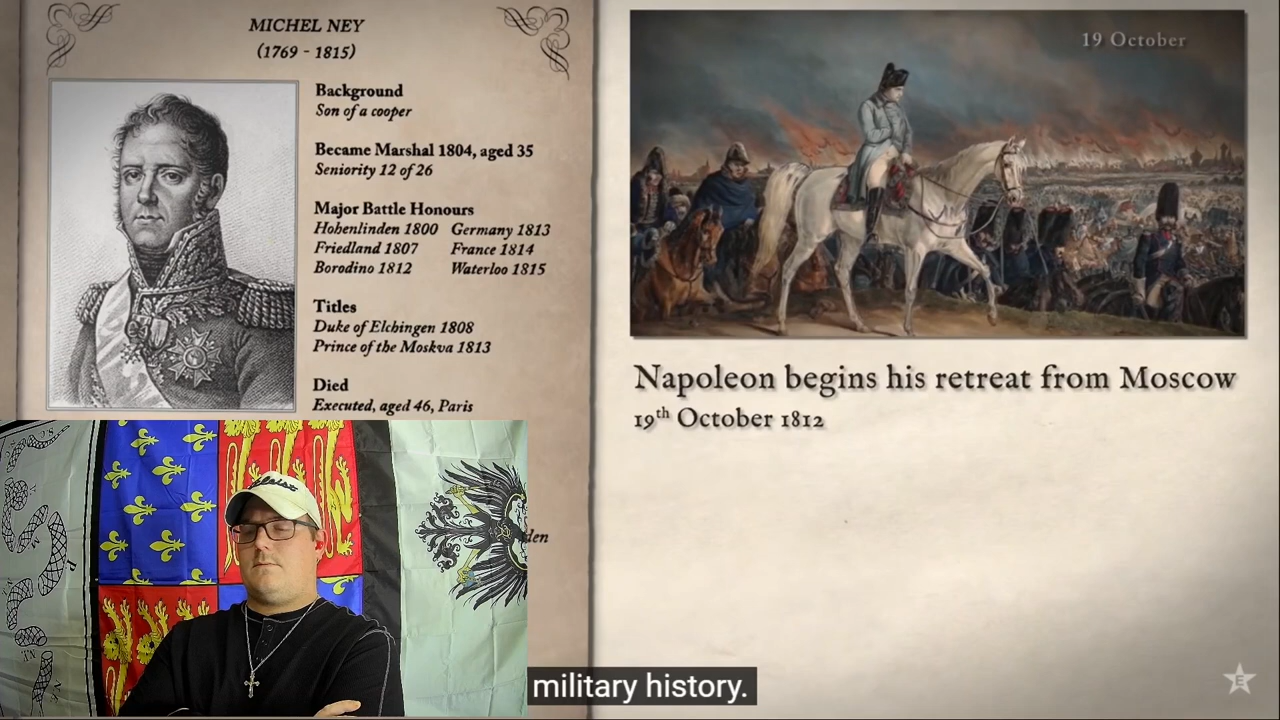 MICHEL NEY
(1769 - 1815)
Background
Son of a cooper
Became Marshal 1804, aged 35
Seniority 12 of 26
Major Battle Honours
Hohenlinden 1800 Germany 1813
Friedland 1807 France 1814
Borodino 1812 Waterloo 1815
Titles
Duke of Elchingen 1808
Prince of the Moskva 1813
Died
Executed, aged 46, Paris
19 October
Napoleon begins his retreat from Moscow
19th October 1812
military history.
E